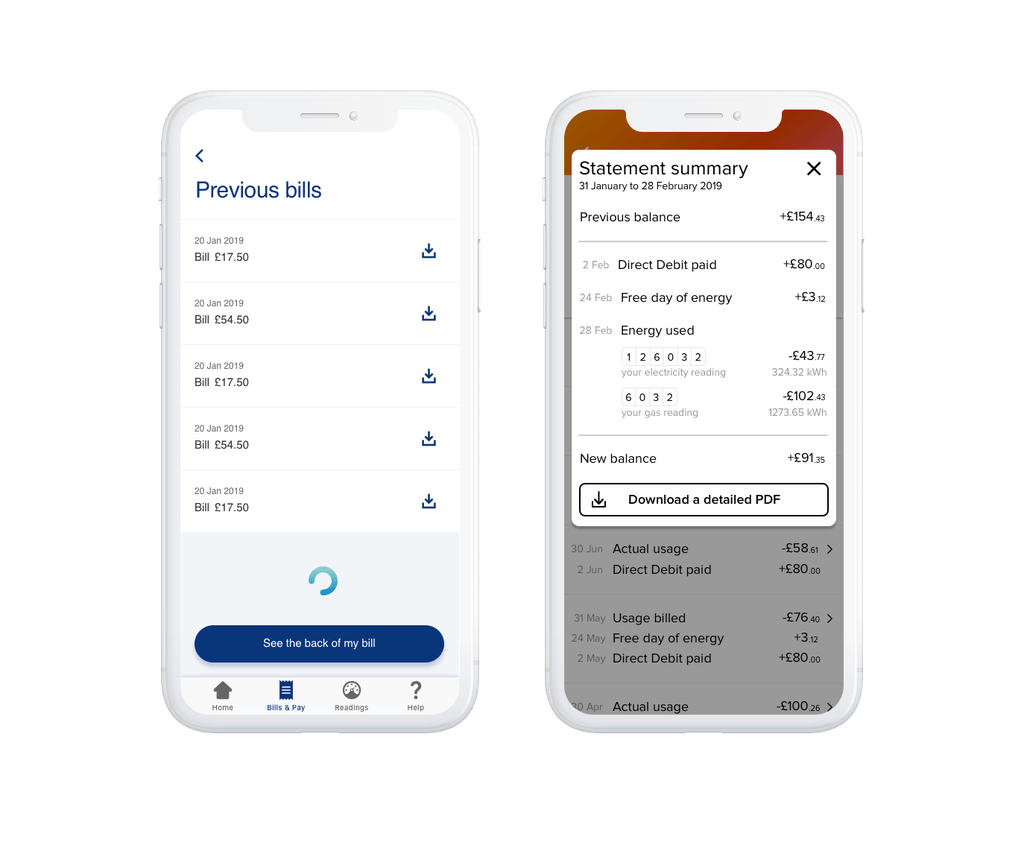 Previous bills
20 Jan 2019
Bill £17.50
20 Jan 2019
Bill £54.50
20 Jan 2019
Bill £17.50
20 Jan 2019
Bill £54.50
20 Jan 2019
Bill £17.50
See the back of my bill
Home Bills & Pay Readings Help
Statement summary
31 January to 28 February 2019
Previous balance +£154.43
2 Feb Direct Debit paid +£80.00
24 Feb Free day of energy +£3.12
28 Feb Energy used
1 2 6 0 3 2 -£43.77
your electricity reading 324.32 kWh
6 0 3 2 -£102.43
your gas reading 1273.65 kWh
New balance +£91.35
Download a detailed PDF
30 Jun Actual usage -£58.61
2 Jun Direct Debit paid +£80.00
31 May Usage billed -£76.40
24 May Free day of energy +3.12
2 May Direct Debit paid +£80.00
30 Apr Actual usage -£100.26